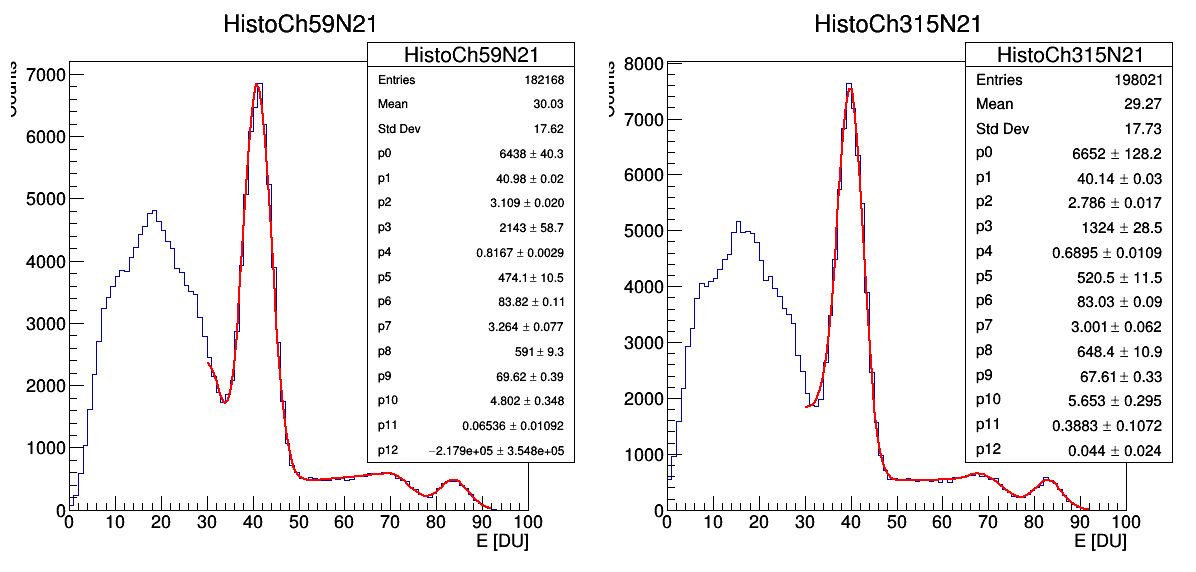 HistoCh59N21
HistoCh59N21
Entries 182168
Mean 30.03
Std Dev 17.62
p0 6438 ± 40.3
p1 40.98 ± 0.02
p2 3.109 ± 0.020
p3 2143 ± 58.7
p4 0.8167 ± 0.0029
p5 474.1 ± 10.5
p6 83.82 ± 0.11
p7 3.264 ± 0.077
p8 591 ± 9.3
p9 69.62 ± 0.39
p10 4.802 ± 0.348
p11 0.06536 ± 0.01092
p12 −2.179e+05 ± 3.548e+05
7000
6000
5000
4000
3000
2000
1000
0
0 10 20 30 40 50 60 70 80 90 100
E [DU]
HistoCh315N21
HistoCh315N21
Entries 198021
Mean 29.27
Std Dev 17.73
p0 6652 ± 128.2
p1 40.14 ± 0.03
p2 2.786 ± 0.017
p3 1324 ± 28.5
p4 0.6895 ± 0.0109
p5 520.5 ± 11.5
p6 83.03 ± 0.09
p7 3.001 ± 0.062
p8 648.4 ± 10.9
p9 67.61 ± 0.33
p10 5.653 ± 0.295
p11 0.3883 ± 0.1072
p12 0.044 ± 0.024
8000
7000
6000
5000
4000
3000
2000
1000
0
0 10 20 30 40 50 60 70 80 90 100
E [DU]